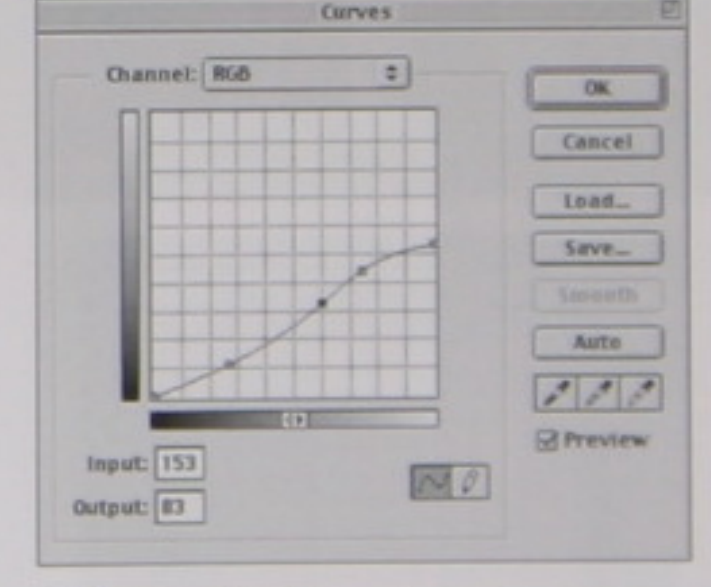 Curves
Channel: RGB
OK
Cancel
Load...
Save...
Smooth
Auto
Preview
Input: 153
Output: 83